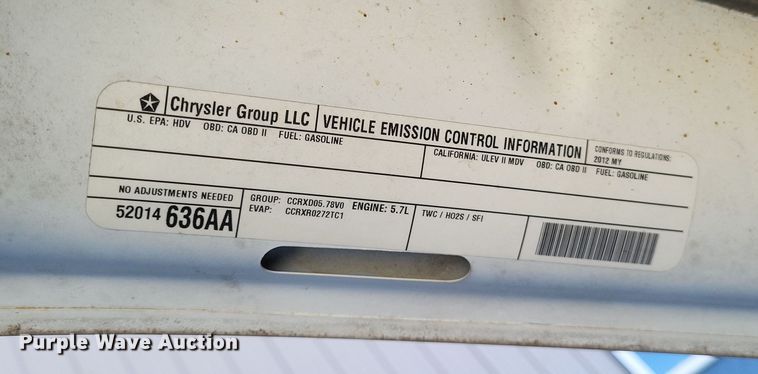 Chrysler Group LLC VEHICLE EMISSION CONTROL INFORMATION CONFORMS TO REGULATIONS:
2012 MY
U.S. EPA: HDV OBD: CA OBD II FUEL: GASOLINE
CALIFORNIA: ULEV II MDV OBD: CA OBD II FUEL: GASOLINE
NO ADJUSTMENTS NEEDED
52014 636AA
GROUP: CCRXD05.78V0 ENGINE: 5.7L
EVAP: CCRXR0272TC1
TWC / HO2S / SFI
Purple Wave Auction